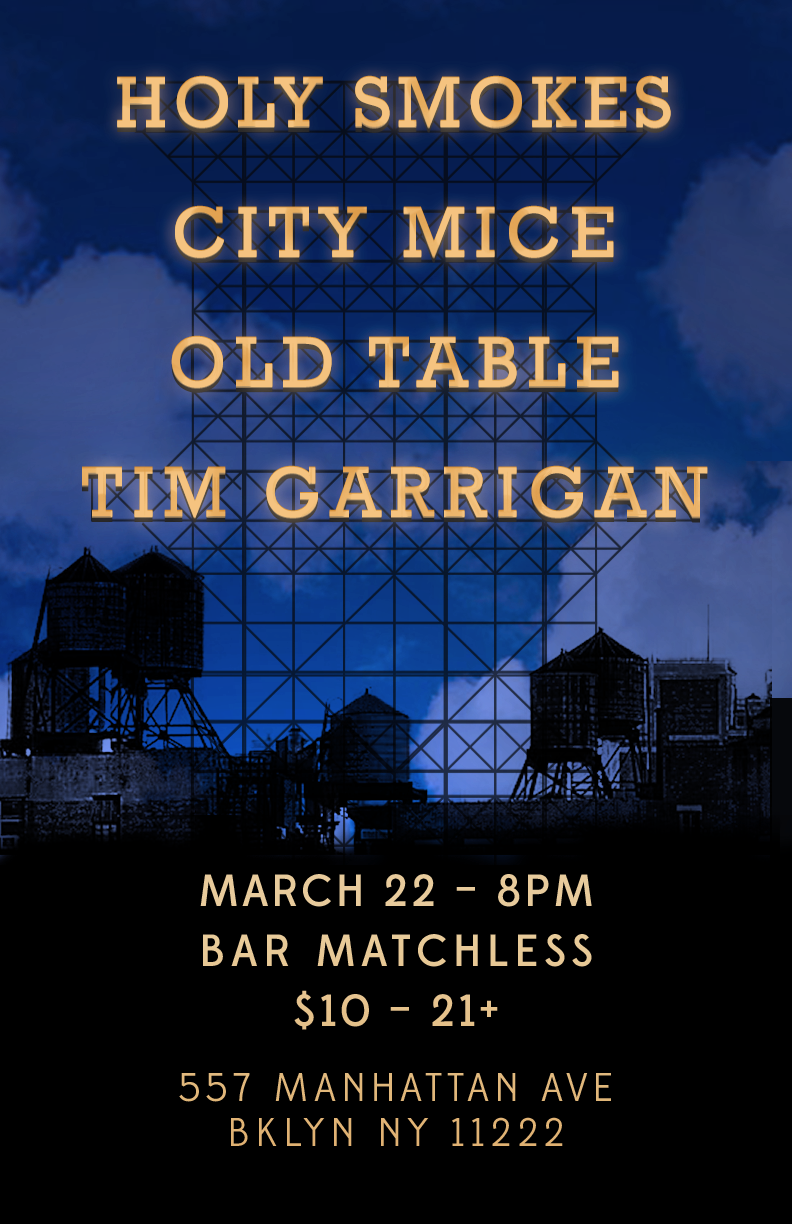 HOLY SMOKES
CITY MICE
OLD TABLE
TIM GARRIGAN
MARCH 22 – 8PM
BAR MATCHLESS
$10 – 21+
557 MANHATTAN AVE
BKLYN NY 11222